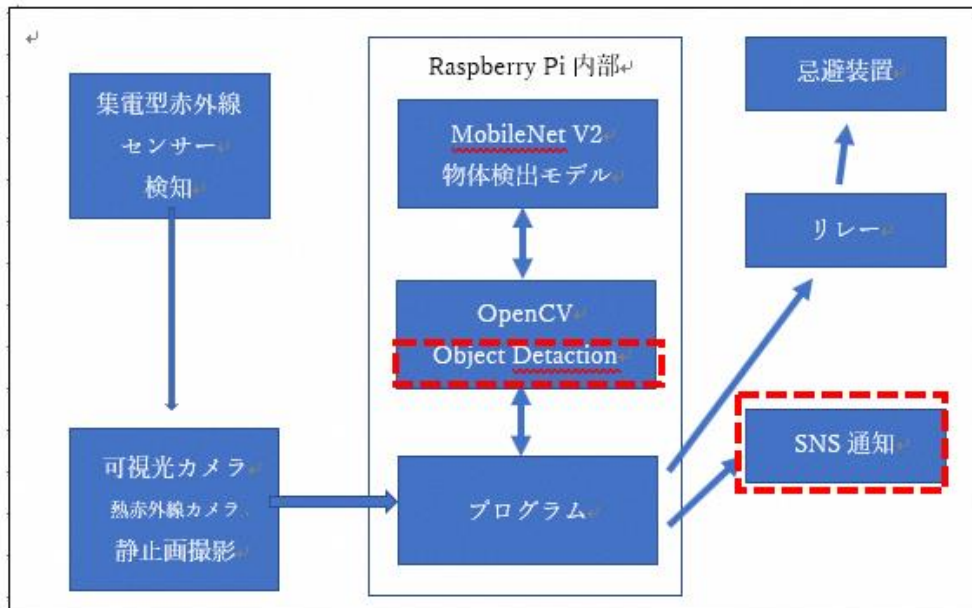 集電型赤外線
センサー
検知
可視光カメラ
熱赤外線カメラ
静止画撮影
Raspberry Pi 内部
MobileNet V2
物体検出モデル
OpenCV
Object Detaction
プログラム
忌避装置
リレー
SNS 通知